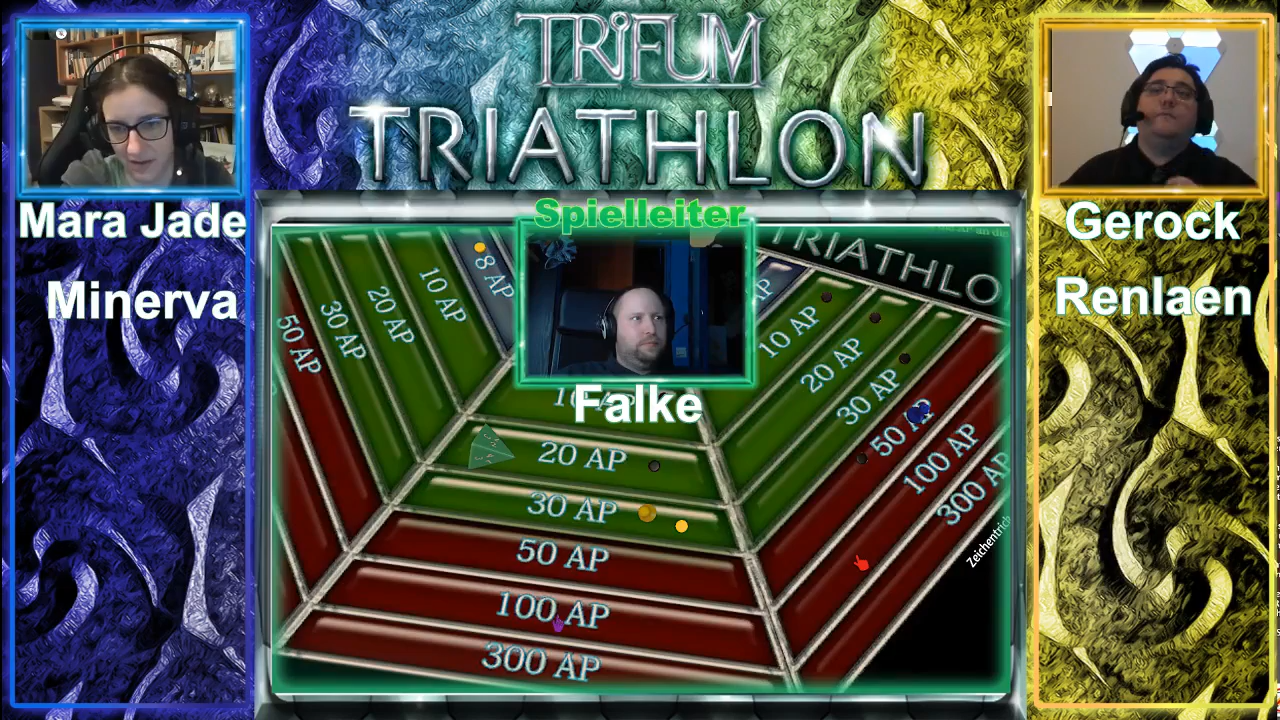 TRiFUM
TRIATHLON
Mara Jade
Minerva
Spielleiter
Falke
Gerock
Renlaen
TRIATHLO
50 AP
30 AP
20 AP
10 AP
8 AP
AP
10 AP
20 AP
30 AP
50 AP
100 AP
300 AP
20 AP
30 AP
50 AP
100 AP
300 AP
Zeichentrich